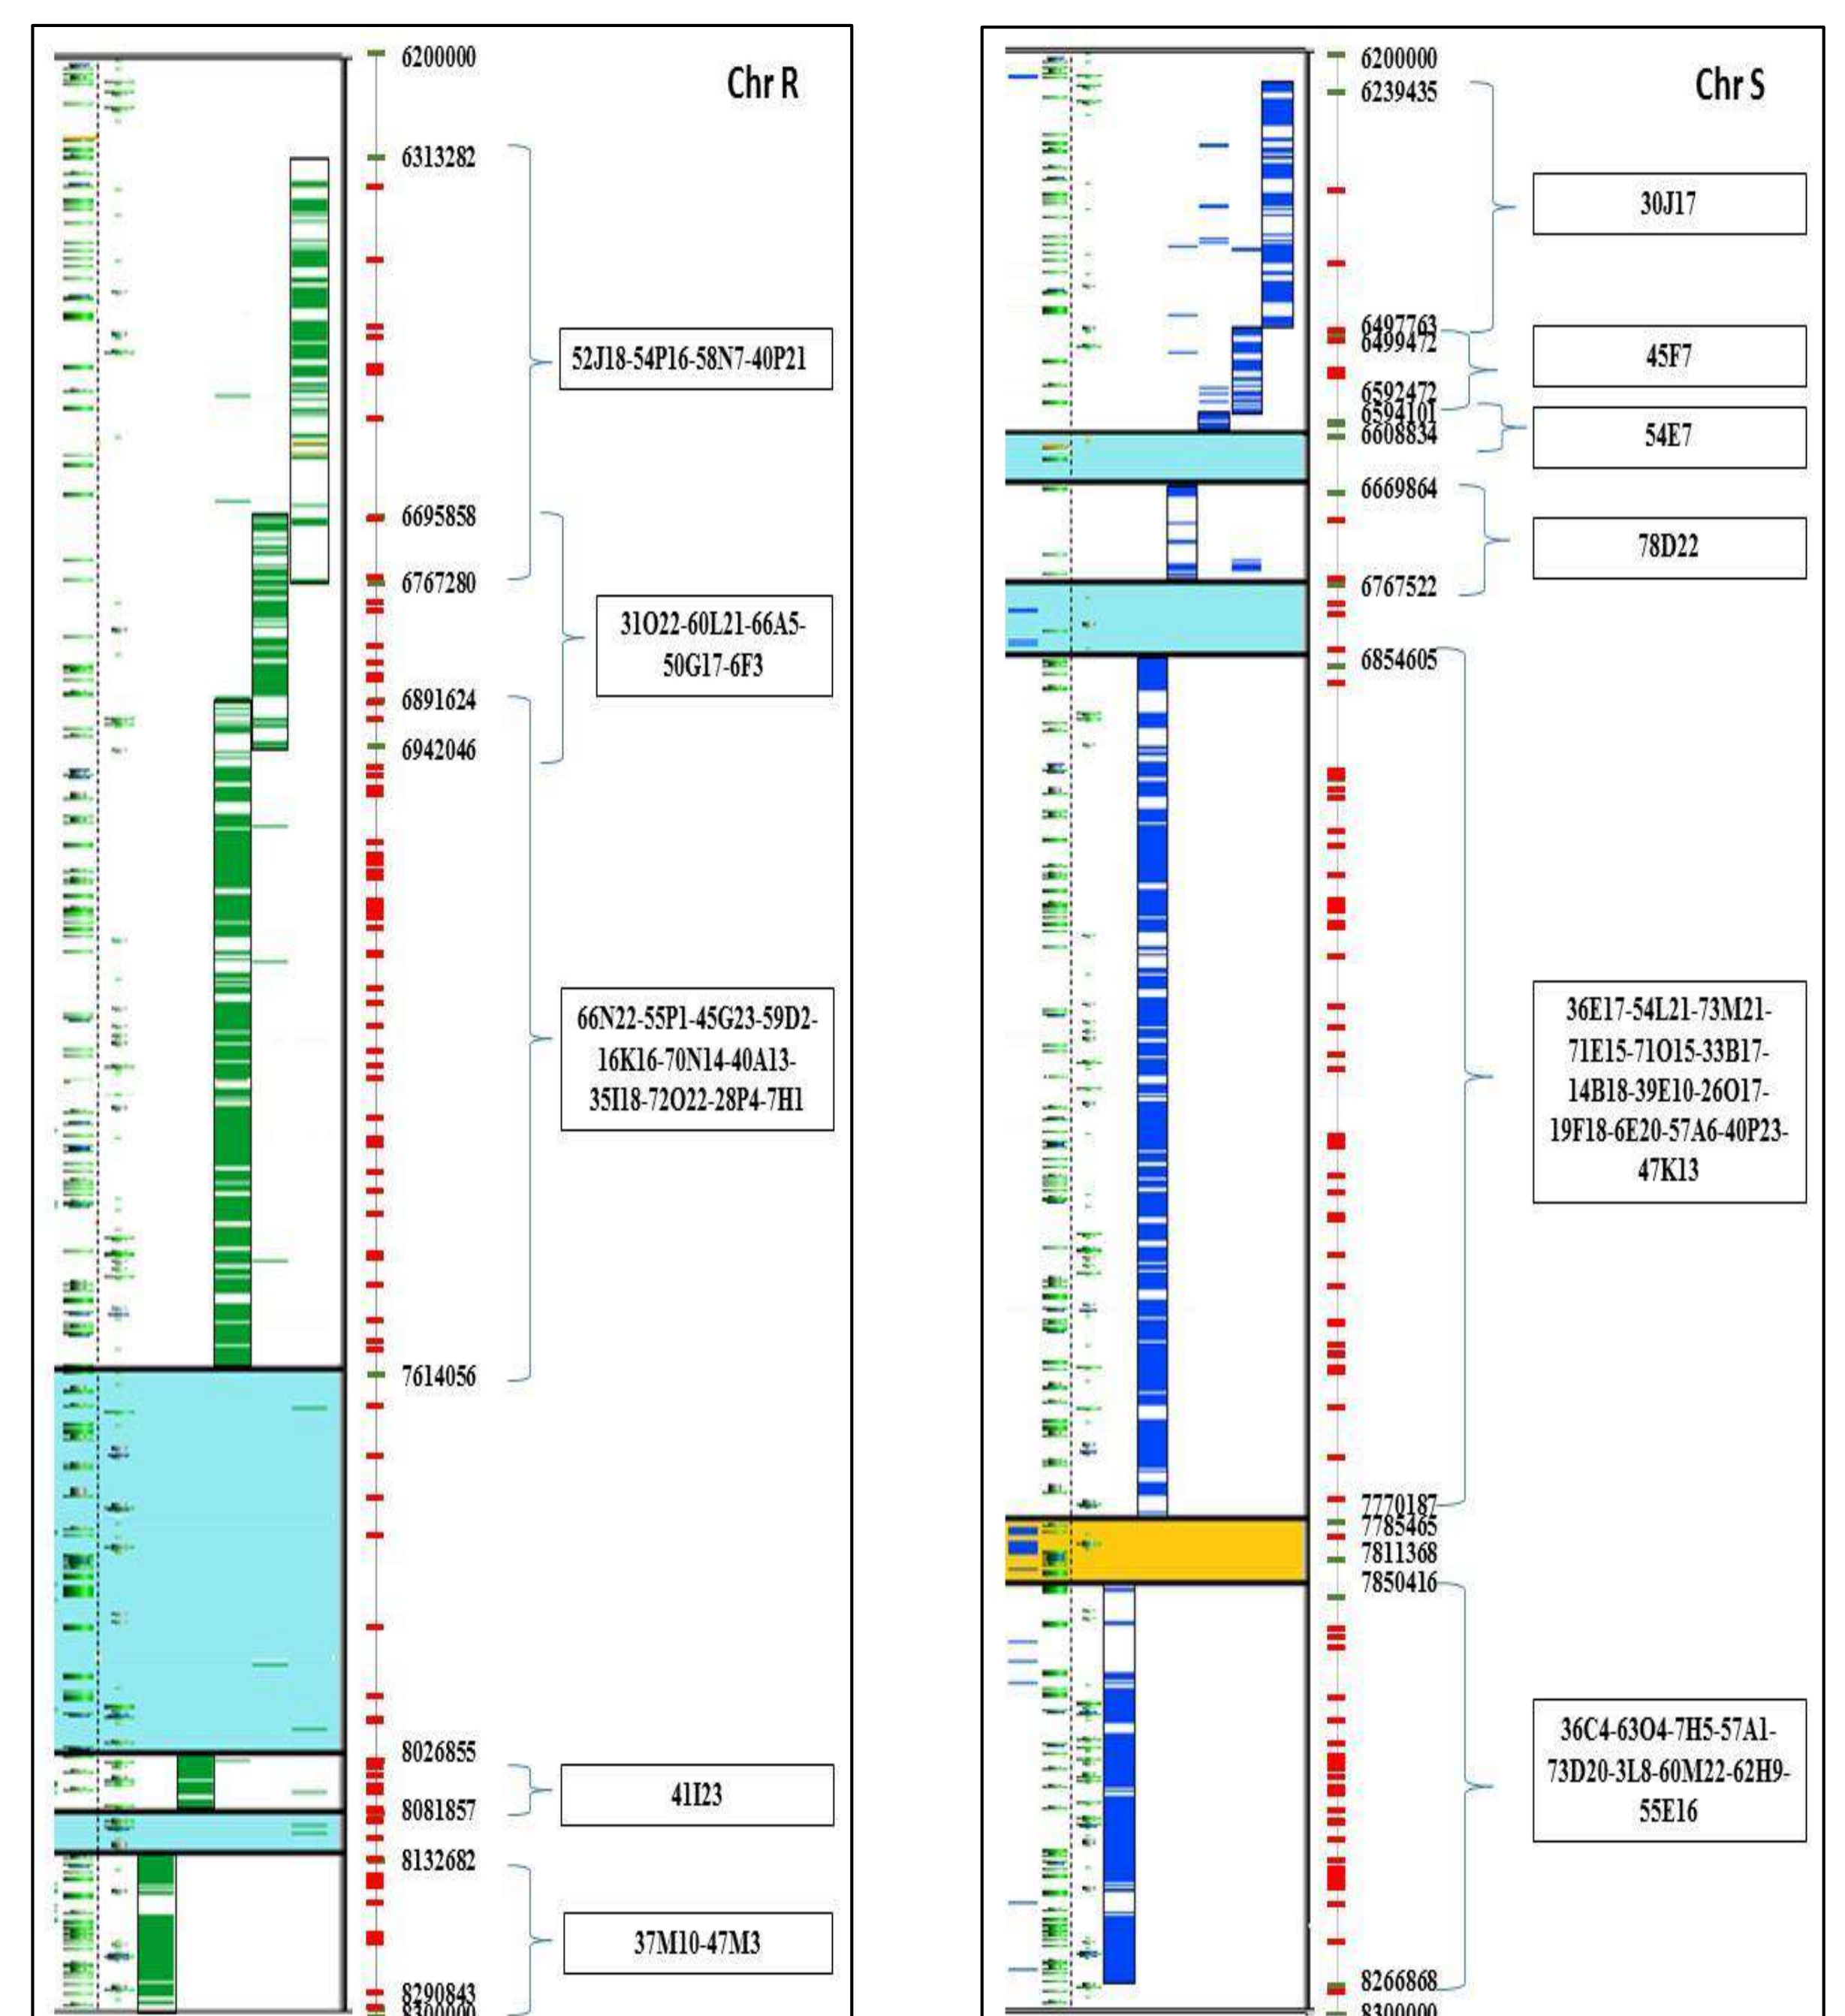 Chr R
6200000
6313282
52J18-54P16-58N7-40P21
6695858
6767280
31O22-60L21-66A5-
50G17-6F3
6891624
6942046
66N22-55P1-45G23-59D2-
16K16-70N14-40A13-
35I18-72O22-28P4-7H1
7614056
8026855
41I23
8081857
8132682
37M10-47M3
8290843
8300000
Chr S
6200000
6239435
30J17
6497763
6499472
45F7
6592472
6594101
54E7
6608834
6669864
78D22
6767522
6854605
36E17-54L21-73M21-
71E15-71O15-33B17-
14B18-39E10-26O17-
19F18-6E20-57A6-40P23-
47K13
7770187
7785465
7811368
7850416
36C4-63O4-7H5-57A1-
73D20-3L8-60M22-62H9-
55E16
8266868
8300000